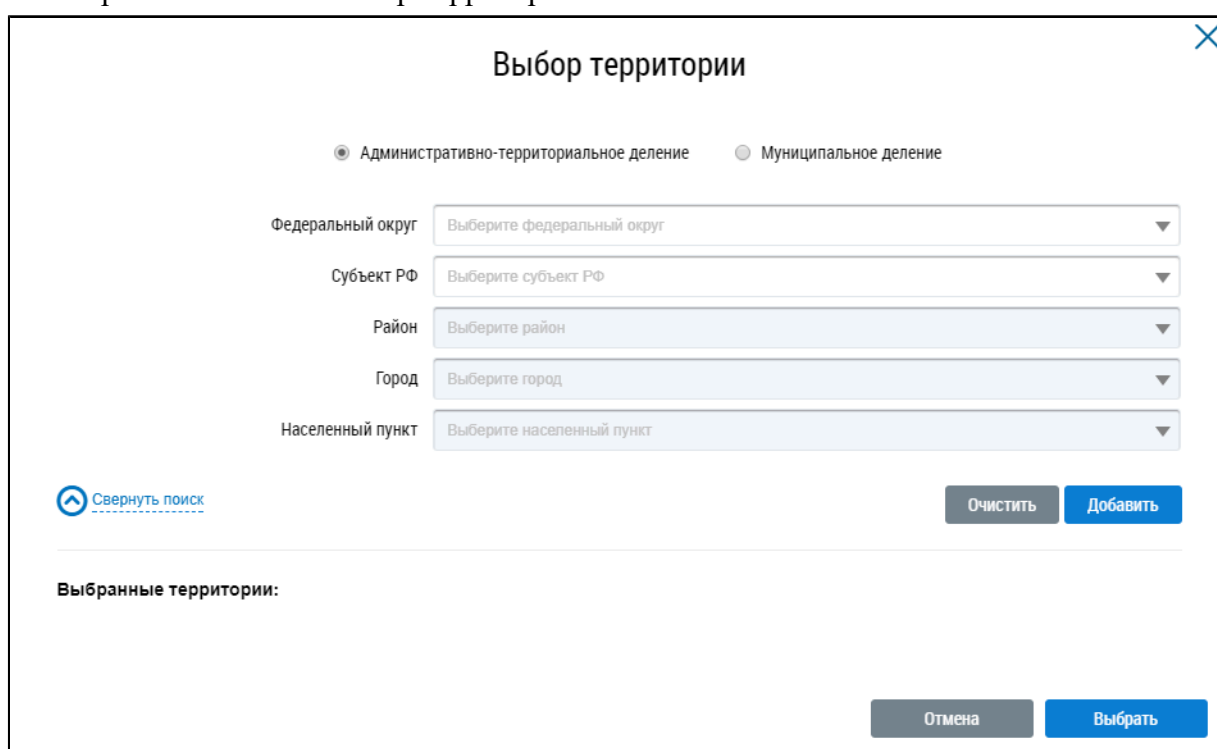 Выбор территории
Административно-территориальное деление Муниципальное деление
Федеральный округ Выберите федеральный округ
Субъект РФ Выберите субъект РФ
Район Выберите район
Город Выберите город
Населенный пункт Выберите населенный пункт
Свернуть поиск Очистить Добавить
Выбранные территории:
Отмена Выбрать